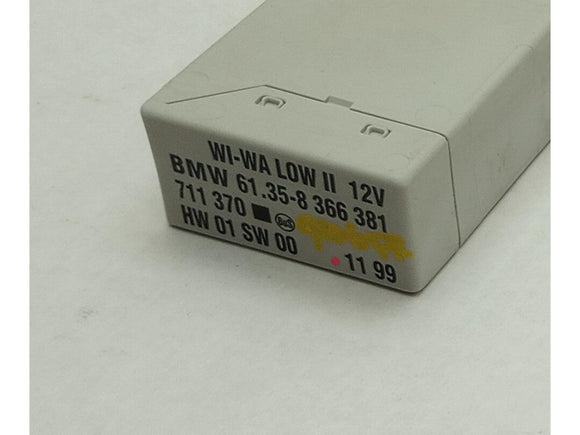 WI-WA LOW II 12V
BMW 61.35-8 366 381
711 370
HW 01 SW 00 11 99